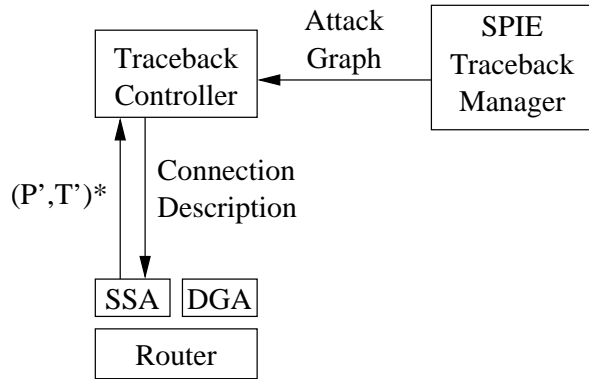 Attack
Graph
SPIE
Traceback
Manager
Traceback
Controller
(P’,T’)*
Connection
Description
SSA
DGA
Router